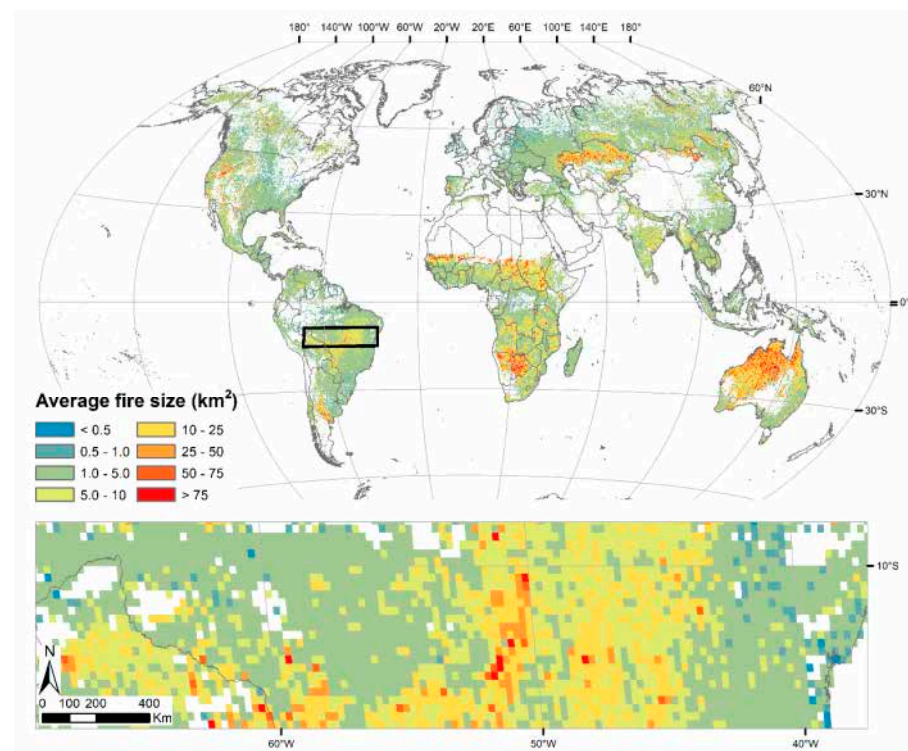 180° 140°W 100°W 60°W 20°W 20°E 60°E 100°E 140°E 180°
60°N
30°N
0°
30°S
Average fire size (km²)
< 0.5
0.5 - 1.0
1.0 - 5.0
5.0 - 10
10 - 25
25 - 50
50 - 75
> 75
10°S
N
0 100 200 400
Km
60°W 50°W 40°W